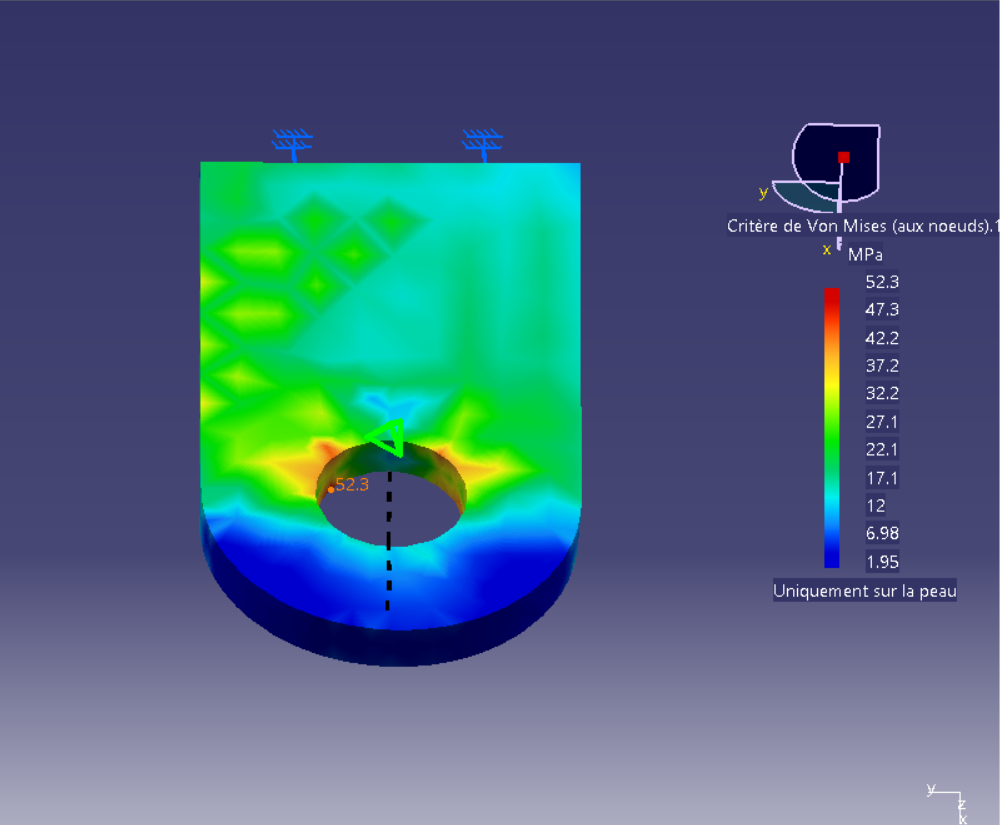 y
Critère de Von Mises (aux noeuds).1
x
MPa
52.3
47.3
42.2
37.2
32.2
27.1
22.1
17.1
12
6.98
1.95
Uniquement sur la peau
52.3
y
z
x